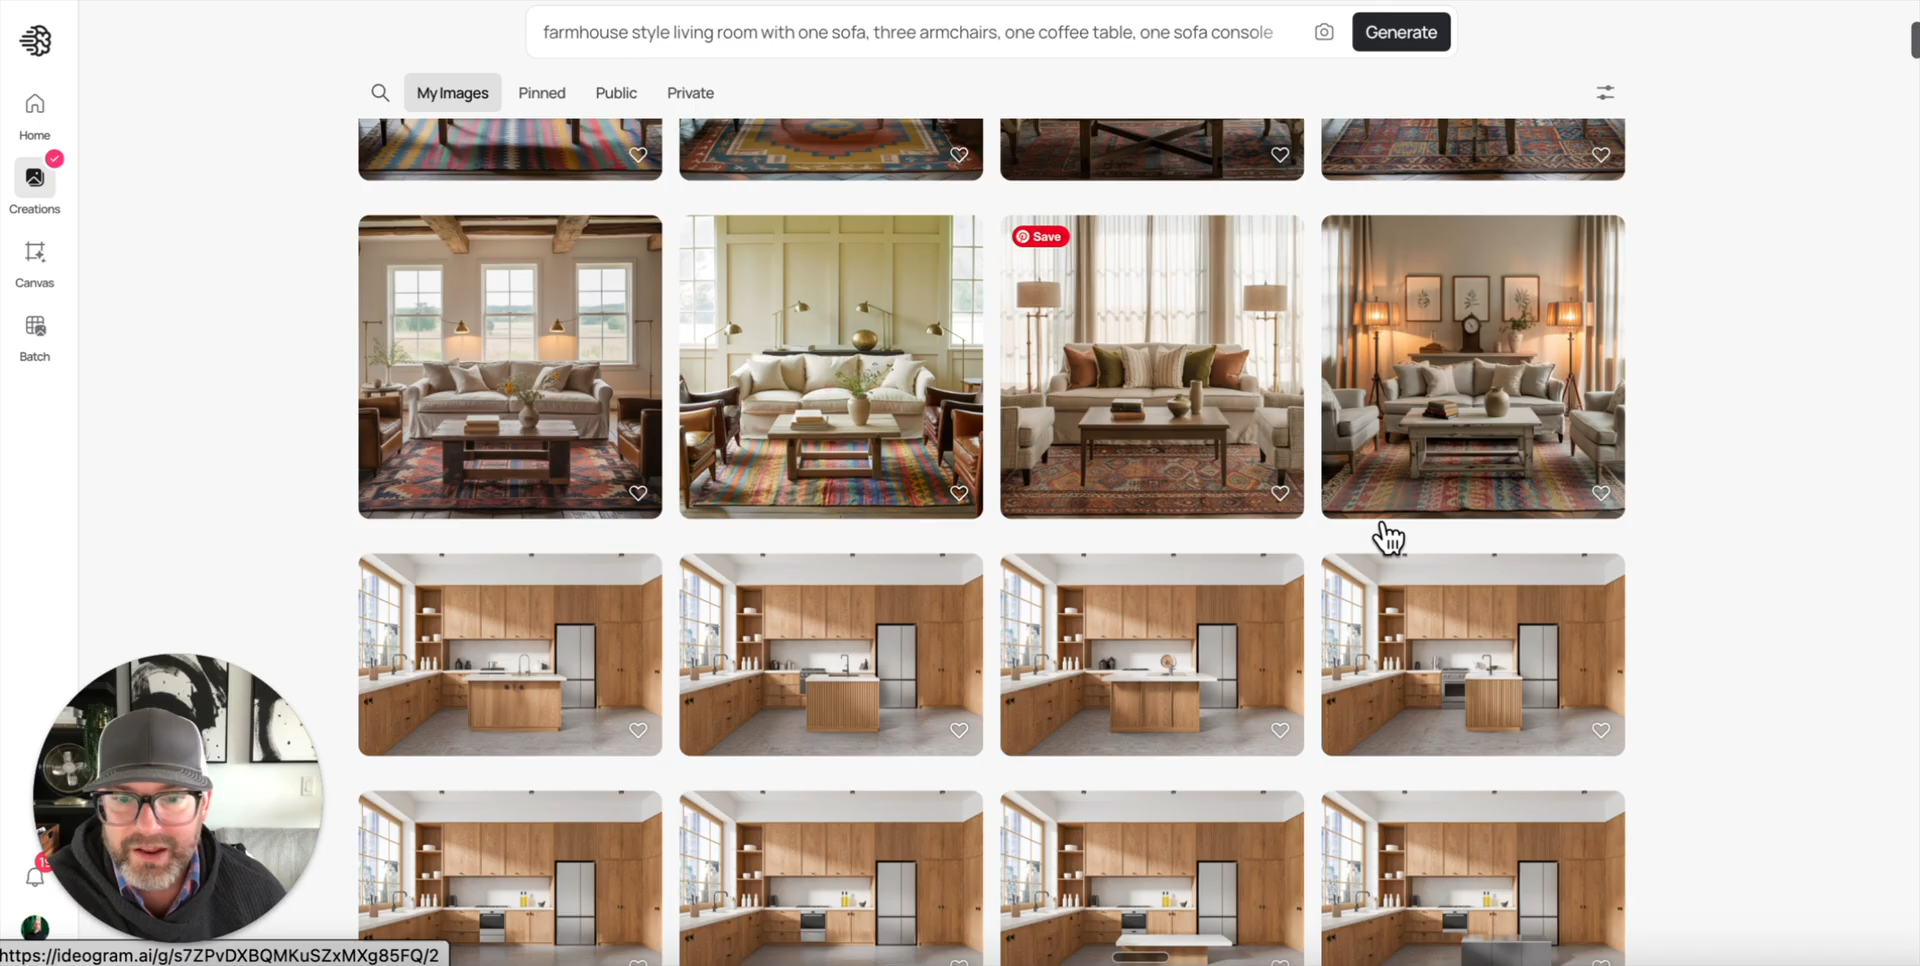 farmhouse style living room with one sofa, three armchairs, one coffee table, one sofa console
Generate
My Images
Pinned
Public
Private
Home
Creations
Canvas
Batch
Save
https://ideogram.ai/g/s7ZPvDXBQMKuSZxMXg85FQ/2